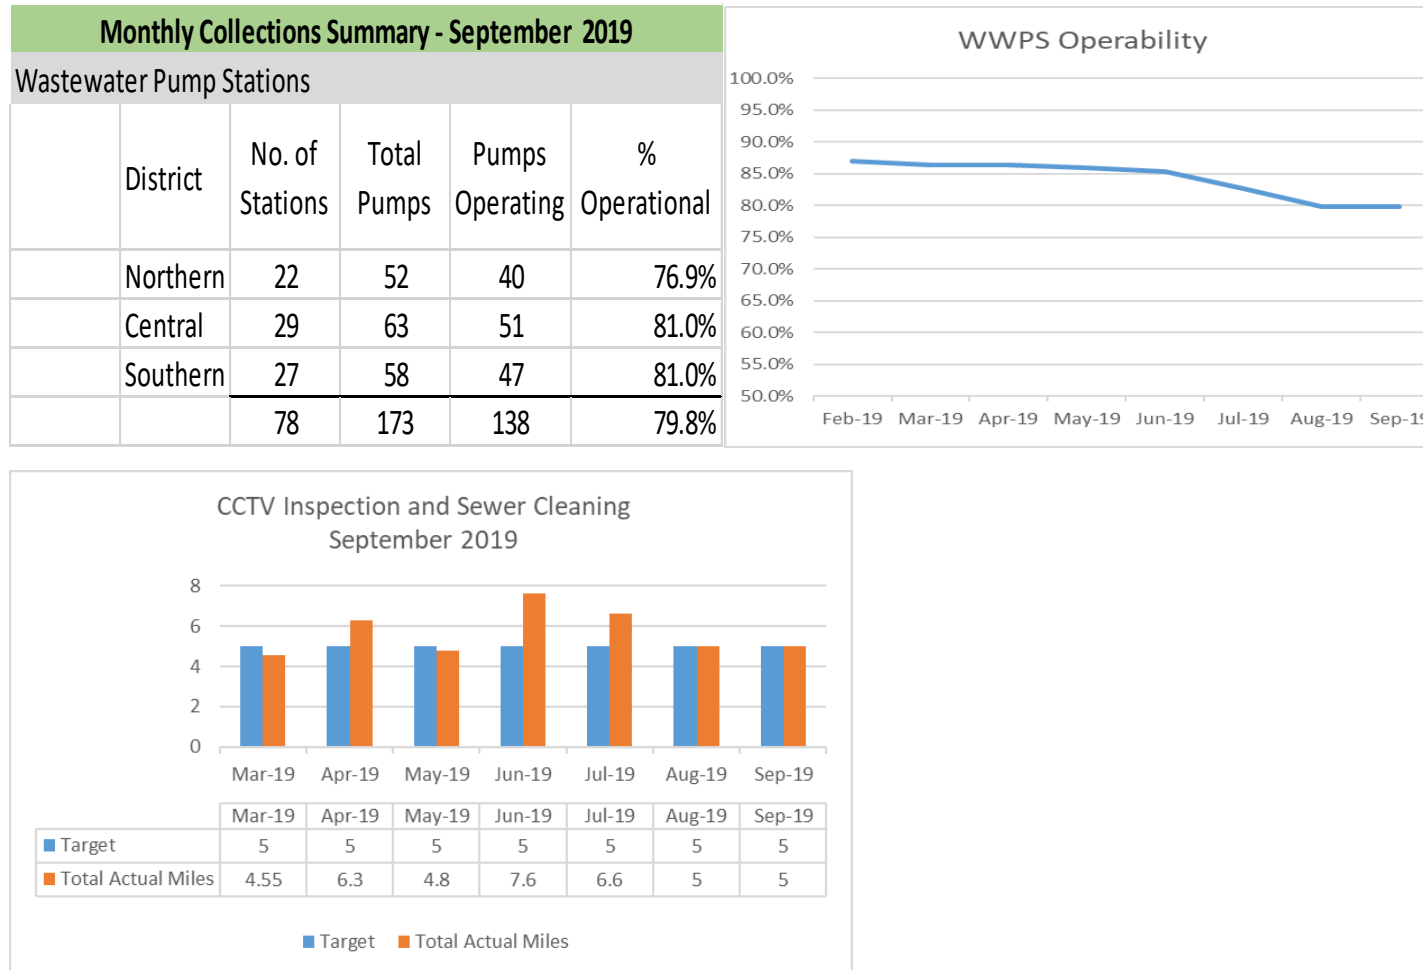 Monthly Collections Summary - September 2019
Wastewater Pump Stations
District No. of Stations Total Pumps Pumps Operating % Operational
Northern 22 52 40 76.9%
Central 29 63 51 81.0%
Southern 27 58 47 81.0%
78 173 138 79.8%
WWPS Operability
100.0%
95.0%
90.0%
85.0%
80.0%
75.0%
70.0%
65.0%
60.0%
55.0%
50.0%
Feb-19 Mar-19 Apr-19 May-19 Jun-19 Jul-19 Aug-19 Sep-19
CCTV Inspection and Sewer Cleaning
September 2019
8
6
4
2
0
Mar-19 Apr-19 May-19 Jun-19 Jul-19 Aug-19 Sep-19
Mar-19 Apr-19 May-19 Jun-19 Jul-19 Aug-19 Sep-19
Target 5 5 5 5 5 5 5
Total Actual Miles 4.55 6.3 4.8 7.6 6.6 5 5
Target Total Actual Miles